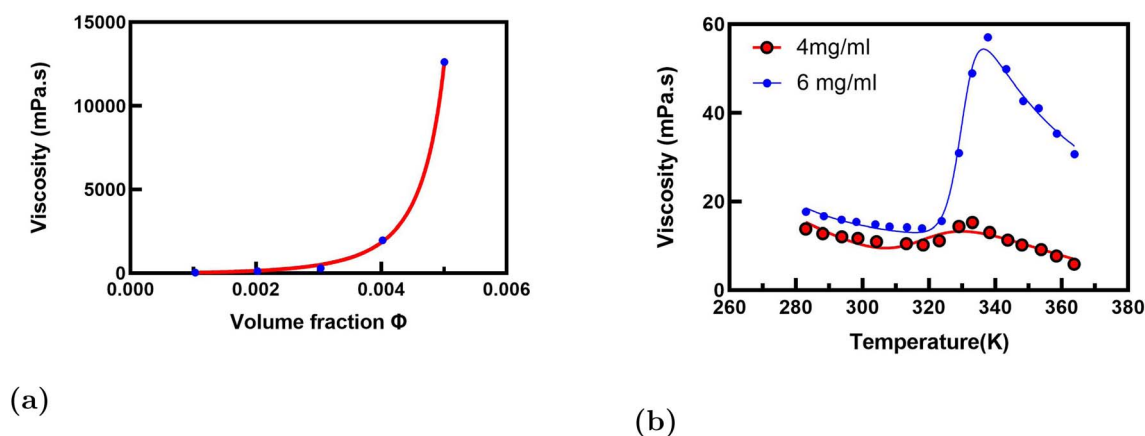 15000
10000
5000
0
0.000
0.002
0.004
0.006
Viscosity (mPa.s)
Volume fraction Φ
(a)
60
40
20
0
260
280
300
320
340
360
380
Viscosity (mPa.s)
Temperature(K)
4mg/ml
6 mg/ml
(b)